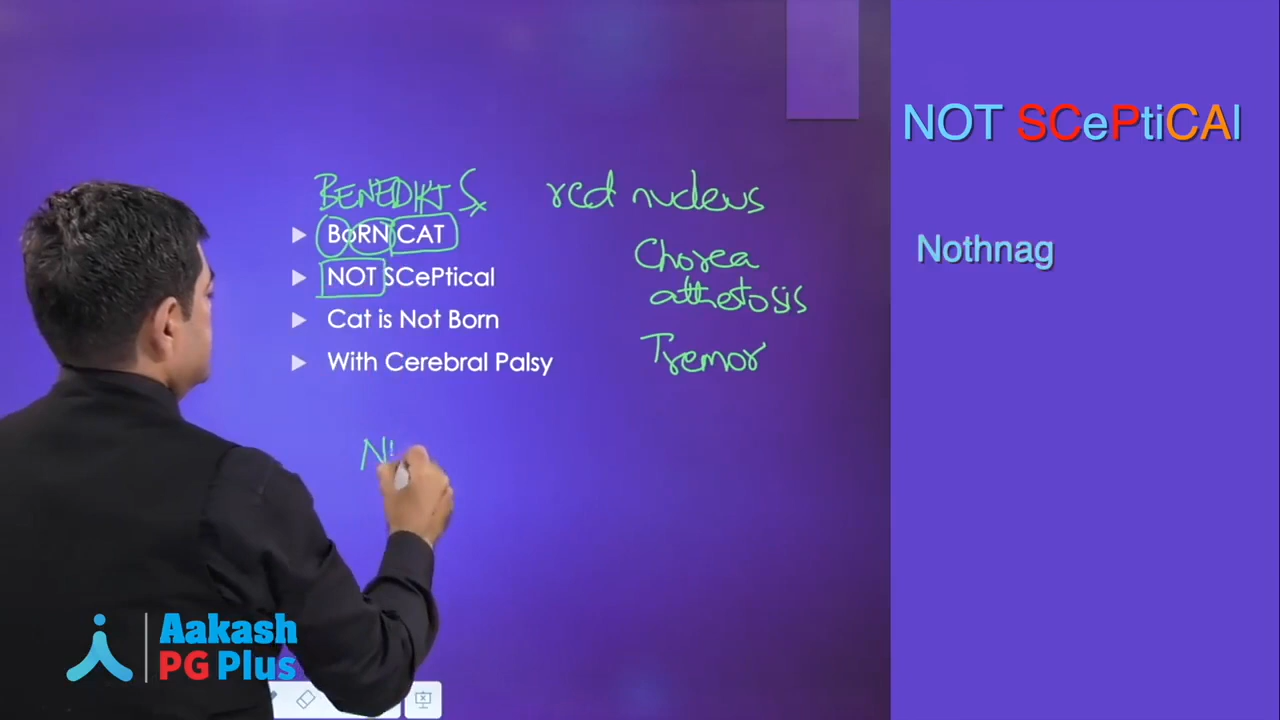 BENEDIKT Sx red nucleus
BoRN CAT
Chorea
NOT SCePtical
athetosis
Cat is Not Born
Tremor
With Cerebral Palsy
NOT SCePtiCAl
Nothnag
Aakash
PG Plus